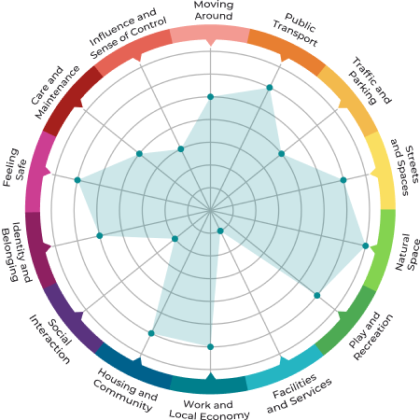 Moving
Around
Public
Transport
Traffic and
Parking
Streets
and Spaces
Natural
Space
Play and
Recreation
Facilities
and Services
Work and
Local Economy
Housing and
Community
Social
Interaction
Identity and
Belonging
Feeling
Safe
Care and
Maintenance
Influence and
Sense of Control